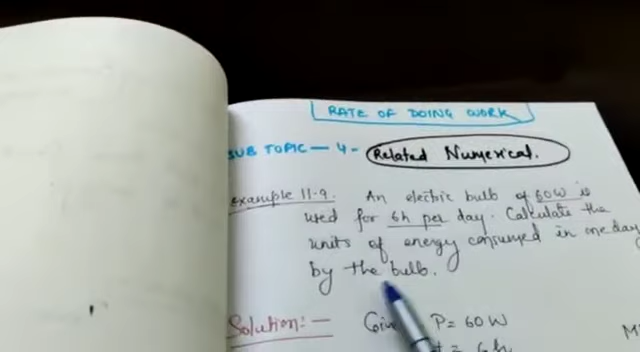 RATE OF DOING WORK
SUB TOPIC — 4 - Related Numerical.
Example 11.9. An electric bulb of 60W is
used for 6h per day. Calculate the
units of energy consumed in one day
by the bulb.
Solution: — P = 60 W
= 6h